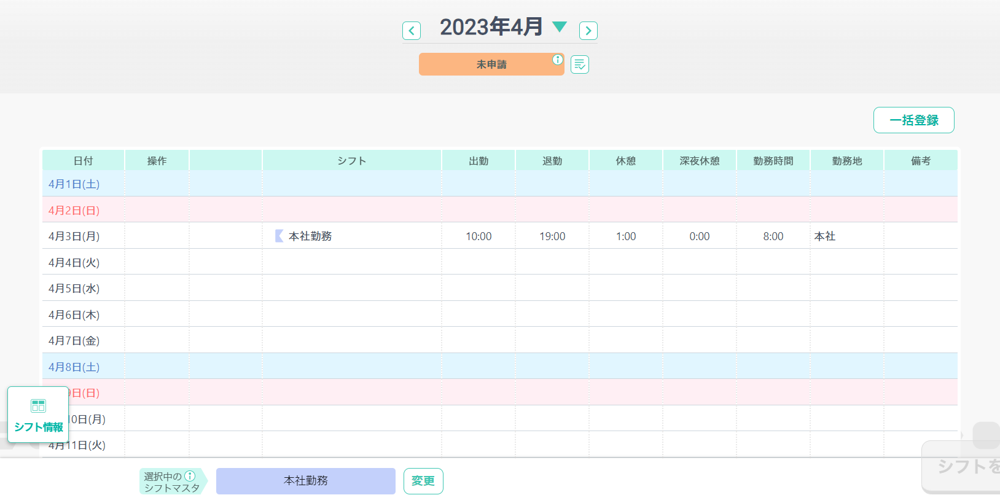 2023年4月
未申請
一括登録
日付 操作 シフト 出勤 退勤 休憩 深夜休憩 勤務時間 勤務地 備考
4月1日(土)
4月2日(日)
4月3日(月) 本社勤務 10:00 19:00 1:00 0:00 8:00 本社
4月4日(火)
4月5日(水)
4月6日(木)
4月7日(金)
4月8日(土)
9日(日)
10日(月)
シフト情報
4月11日(火)
選択中の
シフトマスタ
本社勤務
変更
シフトを